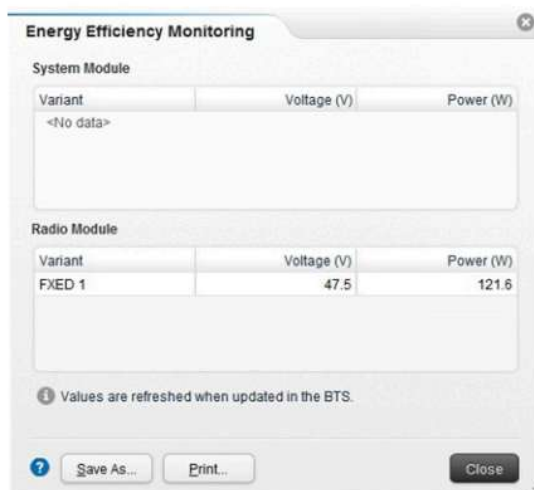 Energy Efficiency Monitoring
System Module
Variant Voltage (V) Power (W)
<No data>
Radio Module
Variant Voltage (V) Power (W)
FXED 1 47.5 121.6
Values are refreshed when updated in the BTS.
Save As... Print... Close